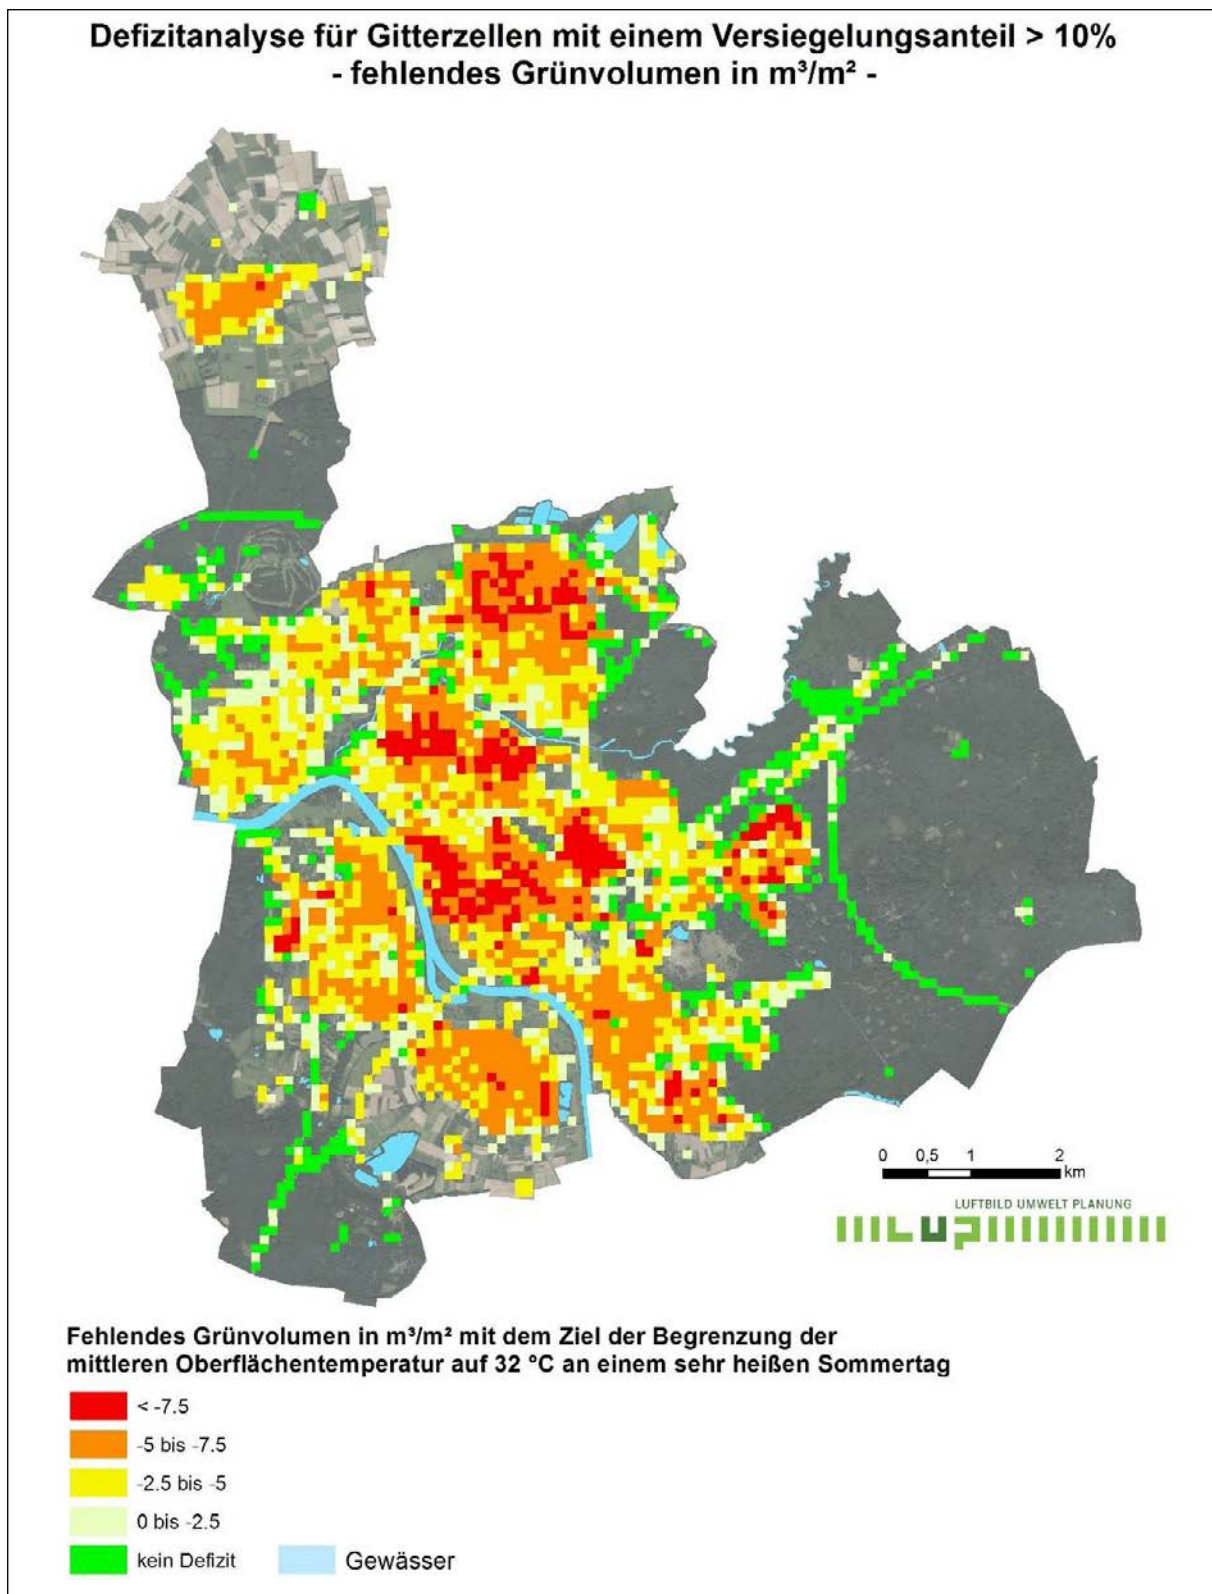 Defizitanalyse für Gitterzellen mit einem Versiegelungsanteil > 10%
- fehlendes Grünvolumen in m³/m² -
0 0,5 1 2
km
LUFTBILD UMWELT PLANUNG
LUP
Fehlendes Grünvolumen in m³/m² mit dem Ziel der Begrenzung der
mittleren Oberflächentemperatur auf 32 °C an einem sehr heißen Sommertag
< -7.5
-5 bis -7.5
-2.5 bis -5
0 bis -2.5
kein Defizit Gewässer